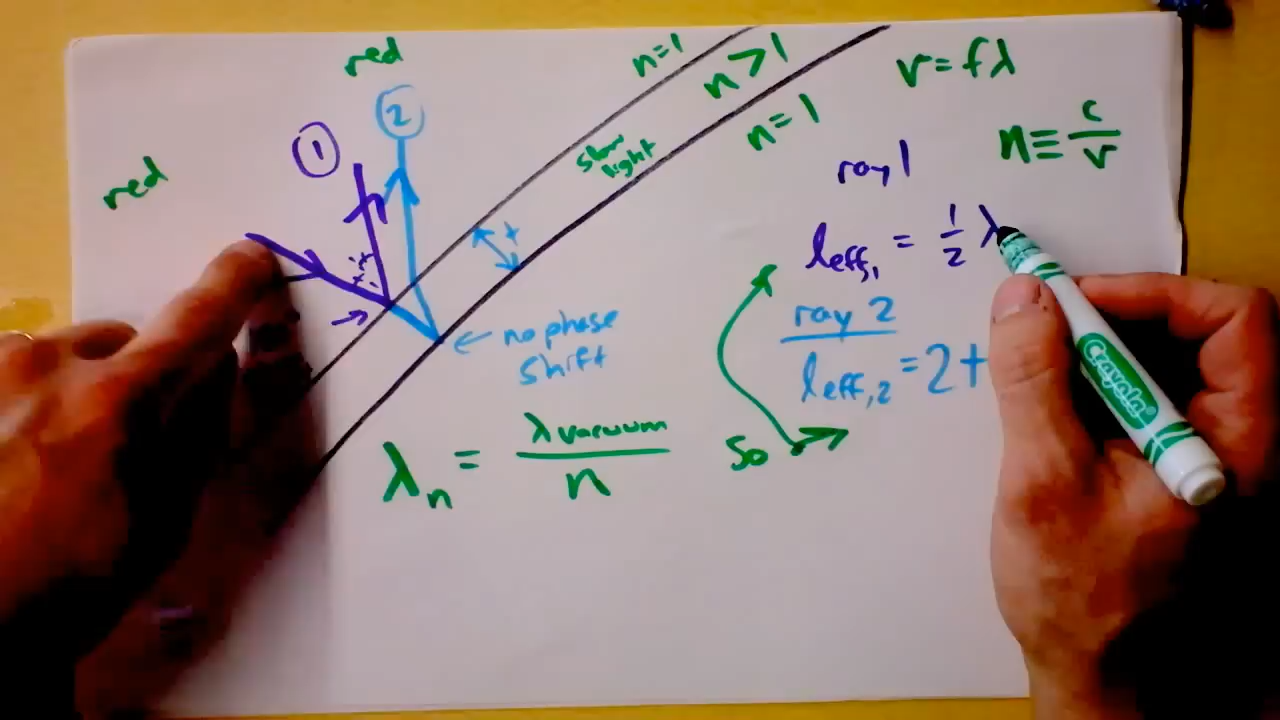 red
red
1
2
n=1
n>1
n=1
slow
light
t
← no phase
shift
v=fλ
n≡c/v
ray 1
leff,1 = 1/2 λ
ray 2
leff,2 = 2t
So
λn = λvacuum/n
Crayola